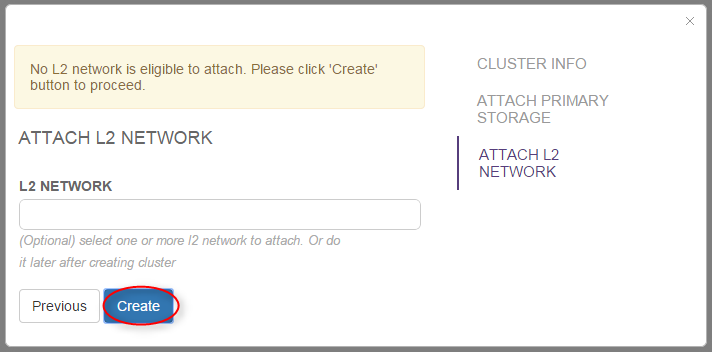 No L2 network is eligible to attach. Please click 'Create'
button to proceed.
ATTACH L2 NETWORK
L2 NETWORK
(Optional) select one or more l2 network to attach. Or do
it later after creating cluster
Previous
Create
CLUSTER INFO
ATTACH PRIMARY
STORAGE
ATTACH L2
NETWORK